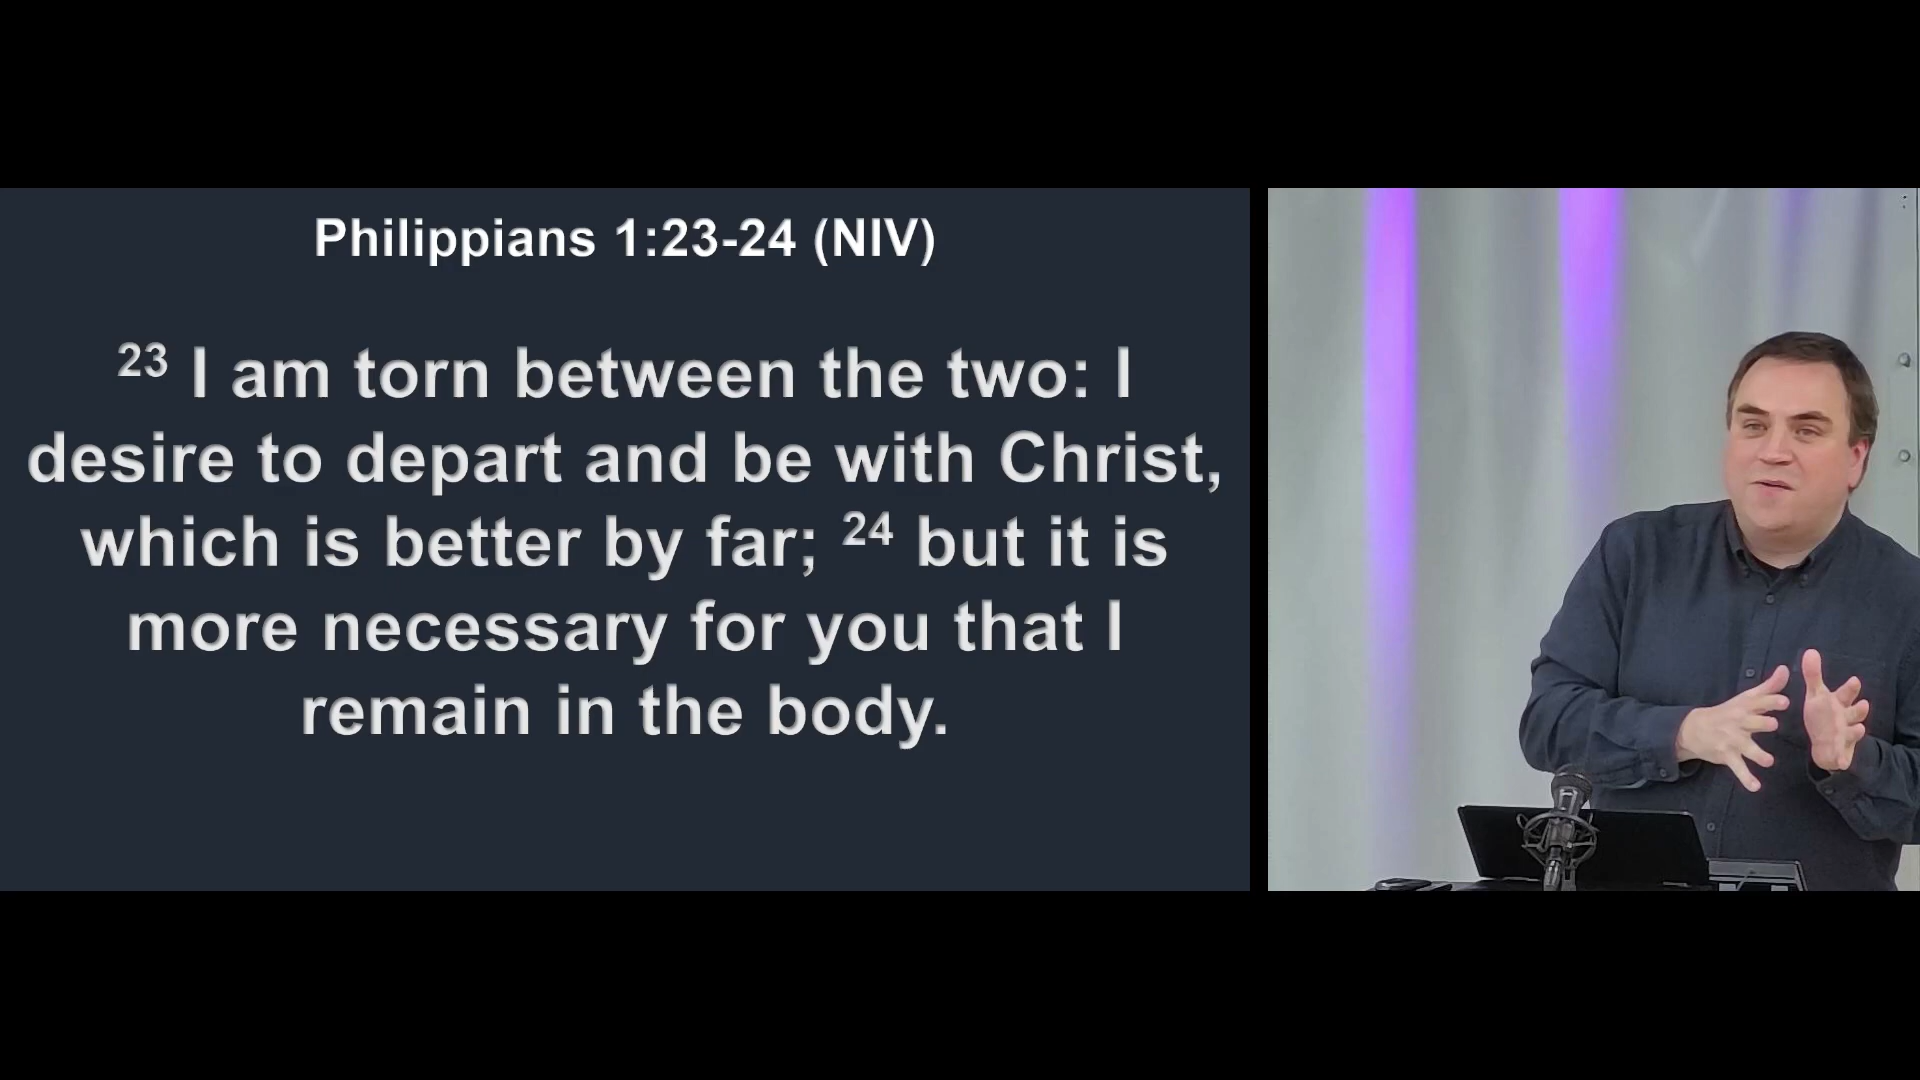 Philippians 1:23-24 (NIV)
23 I am torn between the two: I
desire to depart and be with Christ,
which is better by far; 24 but it is
more necessary for you that I
remain in the body.